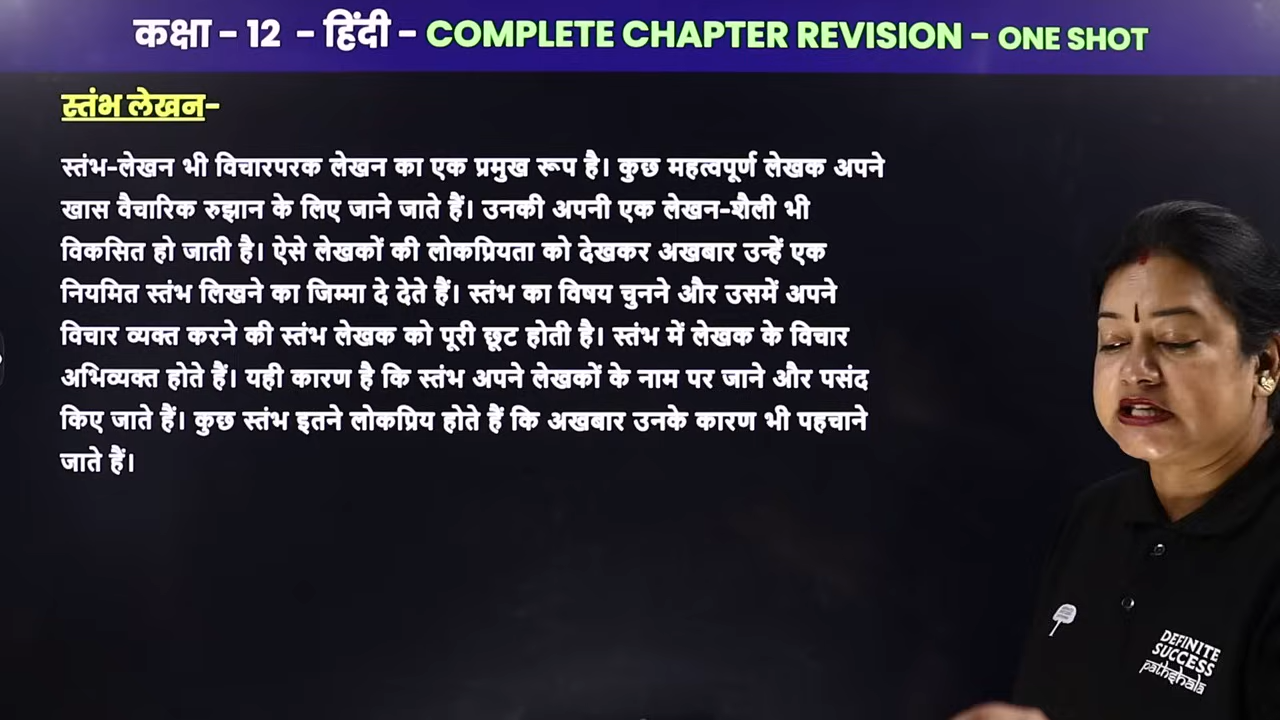 कक्षा - 12 - हिंदी - COMPLETE CHAPTER REVISION - ONE SHOT
स्तंभ लेखन-
स्तंभ-लेखन भी विचारपरक लेखन का एक प्रमुख रूप है। कुछ महत्वपूर्ण लेखक अपने
खास वैचारिक रुझान के लिए जाने जाते हैं। उनकी अपनी एक लेखन-शैली भी
विकसित हो जाती है। ऐसे लेखकों की लोकप्रियता को देखकर अखबार उन्हें एक
नियमित स्तंभ लिखने का जिम्मा दे देते हैं। स्तंभ का विषय चुनने और उसमें अपने
विचार व्यक्त करने की स्तंभ लेखक को पूरी छूट होती है। स्तंभ में लेखक के विचार
अभिव्यक्त होते हैं। यही कारण है कि स्तंभ अपने लेखकों के नाम पर जाने और पसंद
किए जाते हैं। कुछ स्तंभ इतने लोकप्रिय होते हैं कि अखबार उनके कारण भी पहचाने
जाते हैं।
DEFINITE
SUCCESS
pathshala